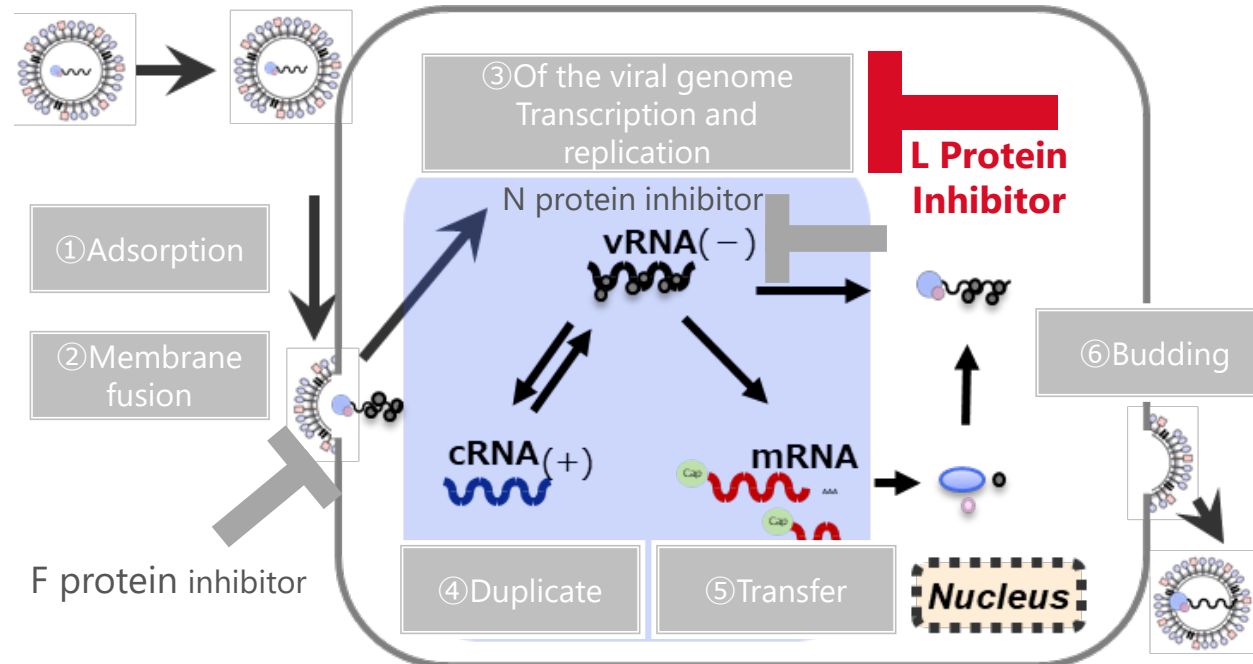 ③Of the viral genome
Transcription and
replication
L Protein
Inhibitor
N protein inhibitor
vRNA(−)
①Adsorption
②Membrane
fusion
⑥Budding
cRNA(+)
mRNA
Cap
AAA
Cap
F protein inhibitor
④Duplicate
⑤Transfer
Nucleus